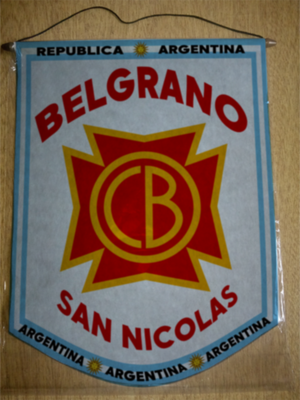 REPUBLICA ARGENTINA
BELGRANO
CB
SAN NICOLAS
ARGENTINA ARGENTINA ARGENTINA